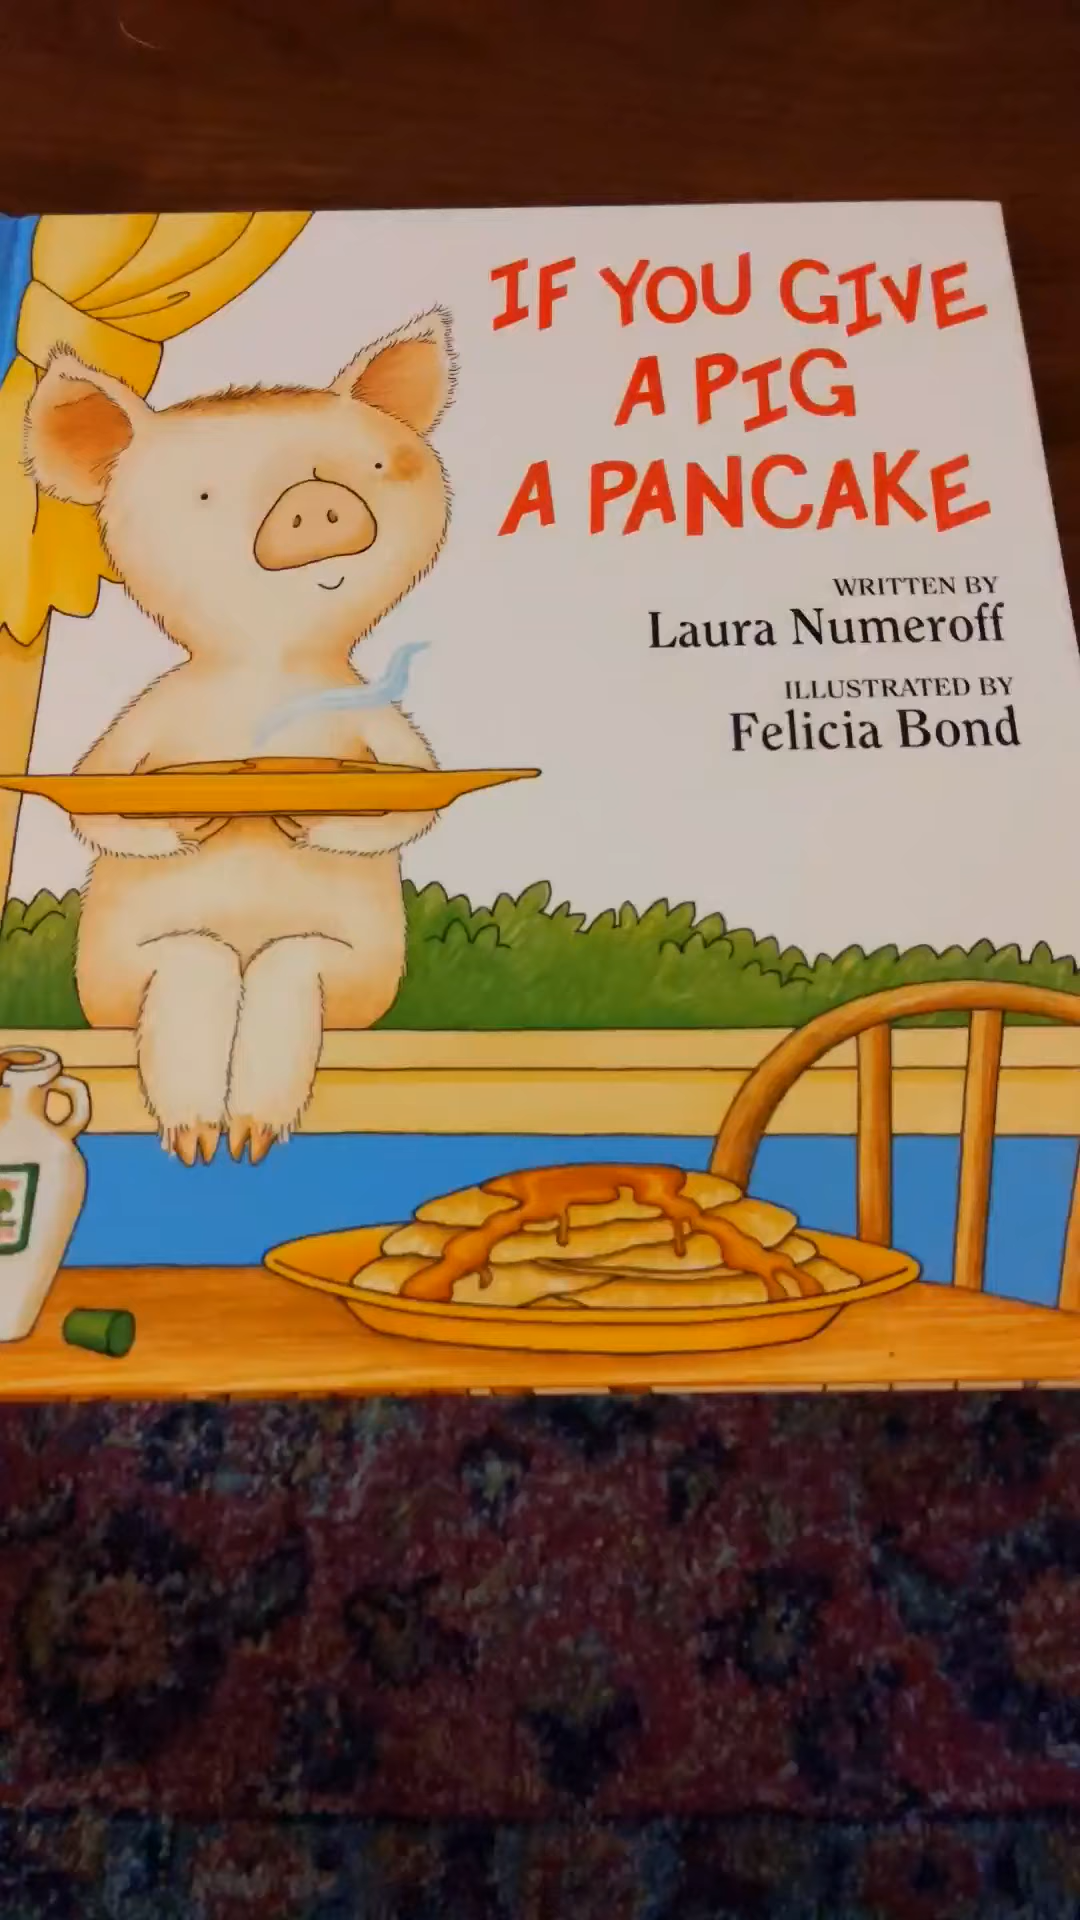 IF YOU GIVE
A PIG
A PANCAKE
WRITTEN BY
Laura Numeroff
ILLUSTRATED BY
Felicia Bond